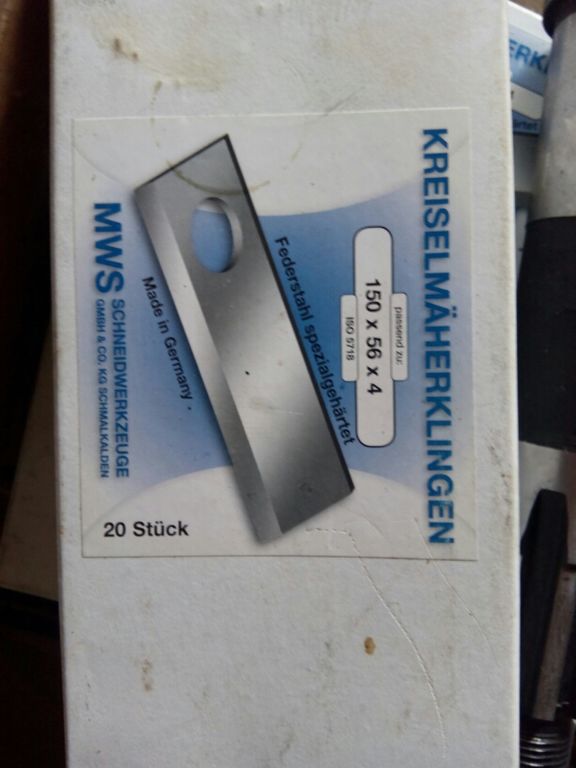 KREISELMÄHERKLINGEN
passend zu:
150 x 56 x 4
ISO 5718
Federstahl spezialgehärtet
Made in Germany
MWS SCHNEIDWERKZEUGE
GMBH & CO. KG SCHMALKALDEN
20 Stück